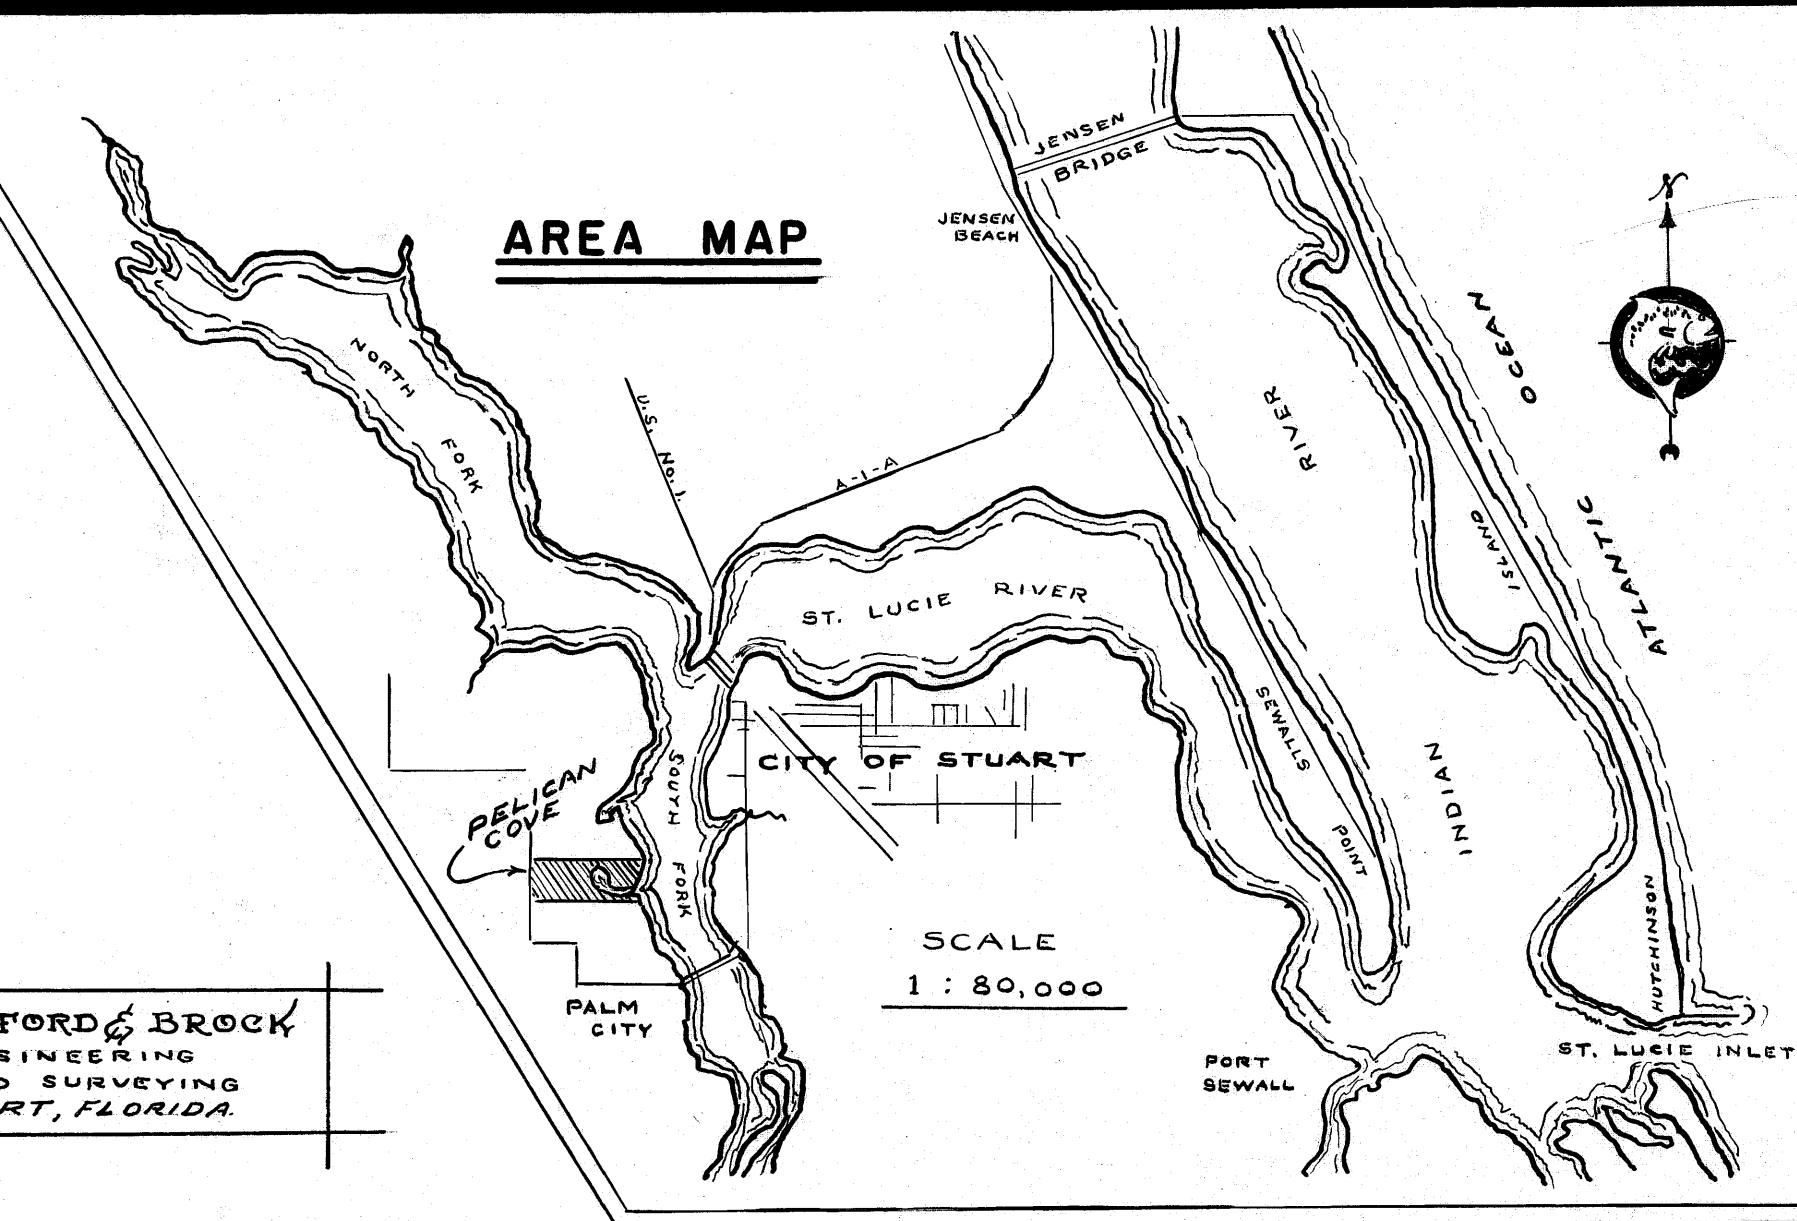 AREA MAP
JENSEN
BRIDGE
JENSEN
BEACH
N
NORTH
FORK
U.S. No. 1.
A-1-A
ST. LUCIE RIVER
INDIAN RIVER
ATLANTIC OCEAN
HUTCHINSON ISLAND
SEWALLS POINT
CITY OF STUART
SOUTH
FORK
PELICAN
COVE
PALM
CITY
SCALE
1 : 80,000
PORT
SEWALL
ST. LUCIE INLET
FORD & BROCK
SINEERING
SURVEYING
RT, FLORIDA.